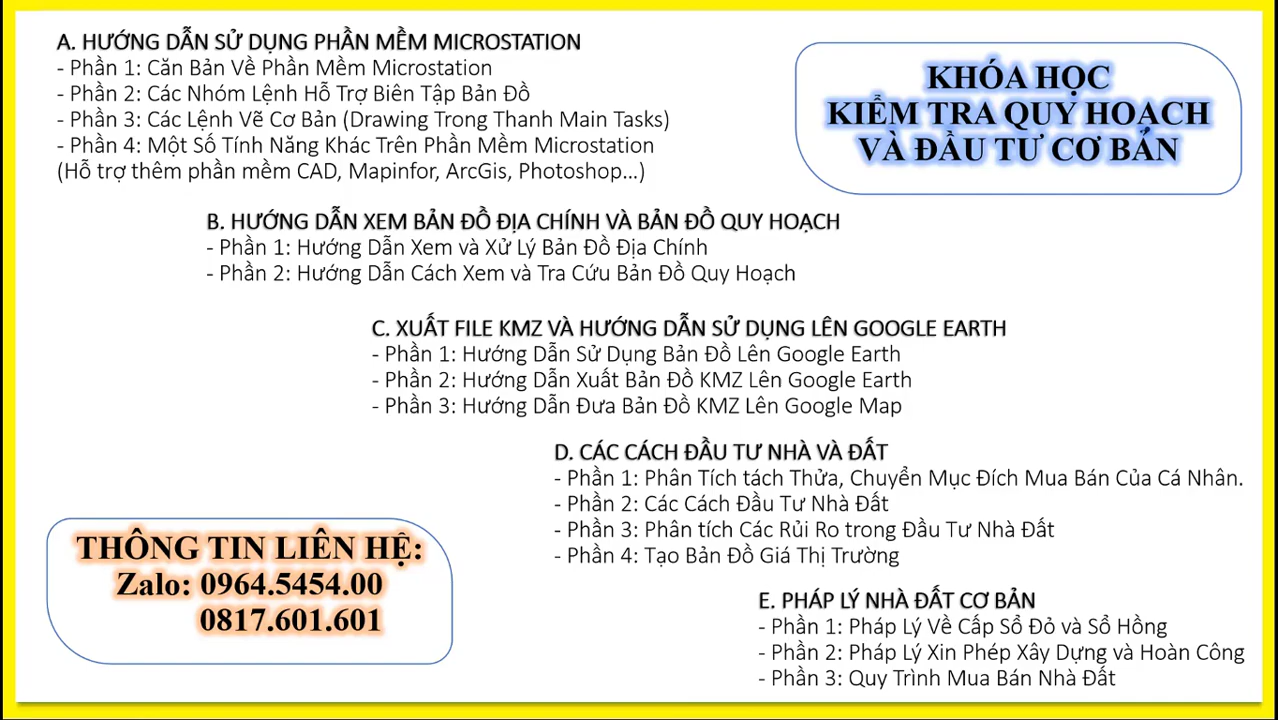 A. HƯỚNG DẪN SỬ DỤNG PHẦN MỀM MICROSTATION
- Phần 1: Căn Bản Về Phần Mềm Microstation
- Phần 2: Các Nhóm Lệnh Hỗ Trợ Biên Tập Bản Đồ
- Phần 3: Các Lệnh Vẽ Cơ Bản (Drawing Trong Thanh Main Tasks)
- Phần 4: Một Số Tính Năng Khác Trên Phần Mềm Microstation
(Hỗ trợ thêm phần mềm CAD, Mapinfor, ArcGis, Photoshop...)
KHÓA HỌC
KIỂM TRA QUY HOẠCH
VÀ ĐẦU TƯ CƠ BẢN
B. HƯỚNG DẪN XEM BẢN ĐỒ ĐỊA CHÍNH VÀ BẢN ĐỒ QUY HOẠCH
- Phần 1: Hướng Dẫn Xem và Xử Lý Bản Đồ Địa Chính
- Phần 2: Hướng Dẫn Cách Xem và Tra Cứu Bản Đồ Quy Hoạch
C. XUẤT FILE KMZ VÀ HƯỚNG DẪN SỬ DỤNG LÊN GOOGLE EARTH
- Phần 1: Hướng Dẫn Sử Dụng Bản Đồ Lên Google Earth
- Phần 2: Hướng Dẫn Xuất Bản Đồ KMZ Lên Google Earth
- Phần 3: Hướng Dẫn Đưa Bản Đồ KMZ Lên Google Map
D. CÁC CÁCH ĐẦU TƯ NHÀ VÀ ĐẤT
- Phần 1: Phân Tích tách Thửa, Chuyển Mục Đích Mua Bán Của Cá Nhân.
- Phần 2: Các Cách Đầu Tư Nhà Đất
- Phần 3: Phân tích Các Rủi Ro trong Đầu Tư Nhà Đất
- Phần 4: Tạo Bản Đồ Giá Thị Trường
THÔNG TIN LIÊN HỆ:
Zalo: 0964.5454.00
0817.601.601
E. PHÁP LÝ NHÀ ĐẤT CƠ BẢN
- Phần 1: Pháp Lý Về Cấp Sổ Đỏ và Sổ Hồng
- Phần 2: Pháp Lý Xin Phép Xây Dựng và Hoàn Công
- Phần 3: Quy Trình Mua Bán Nhà Đất